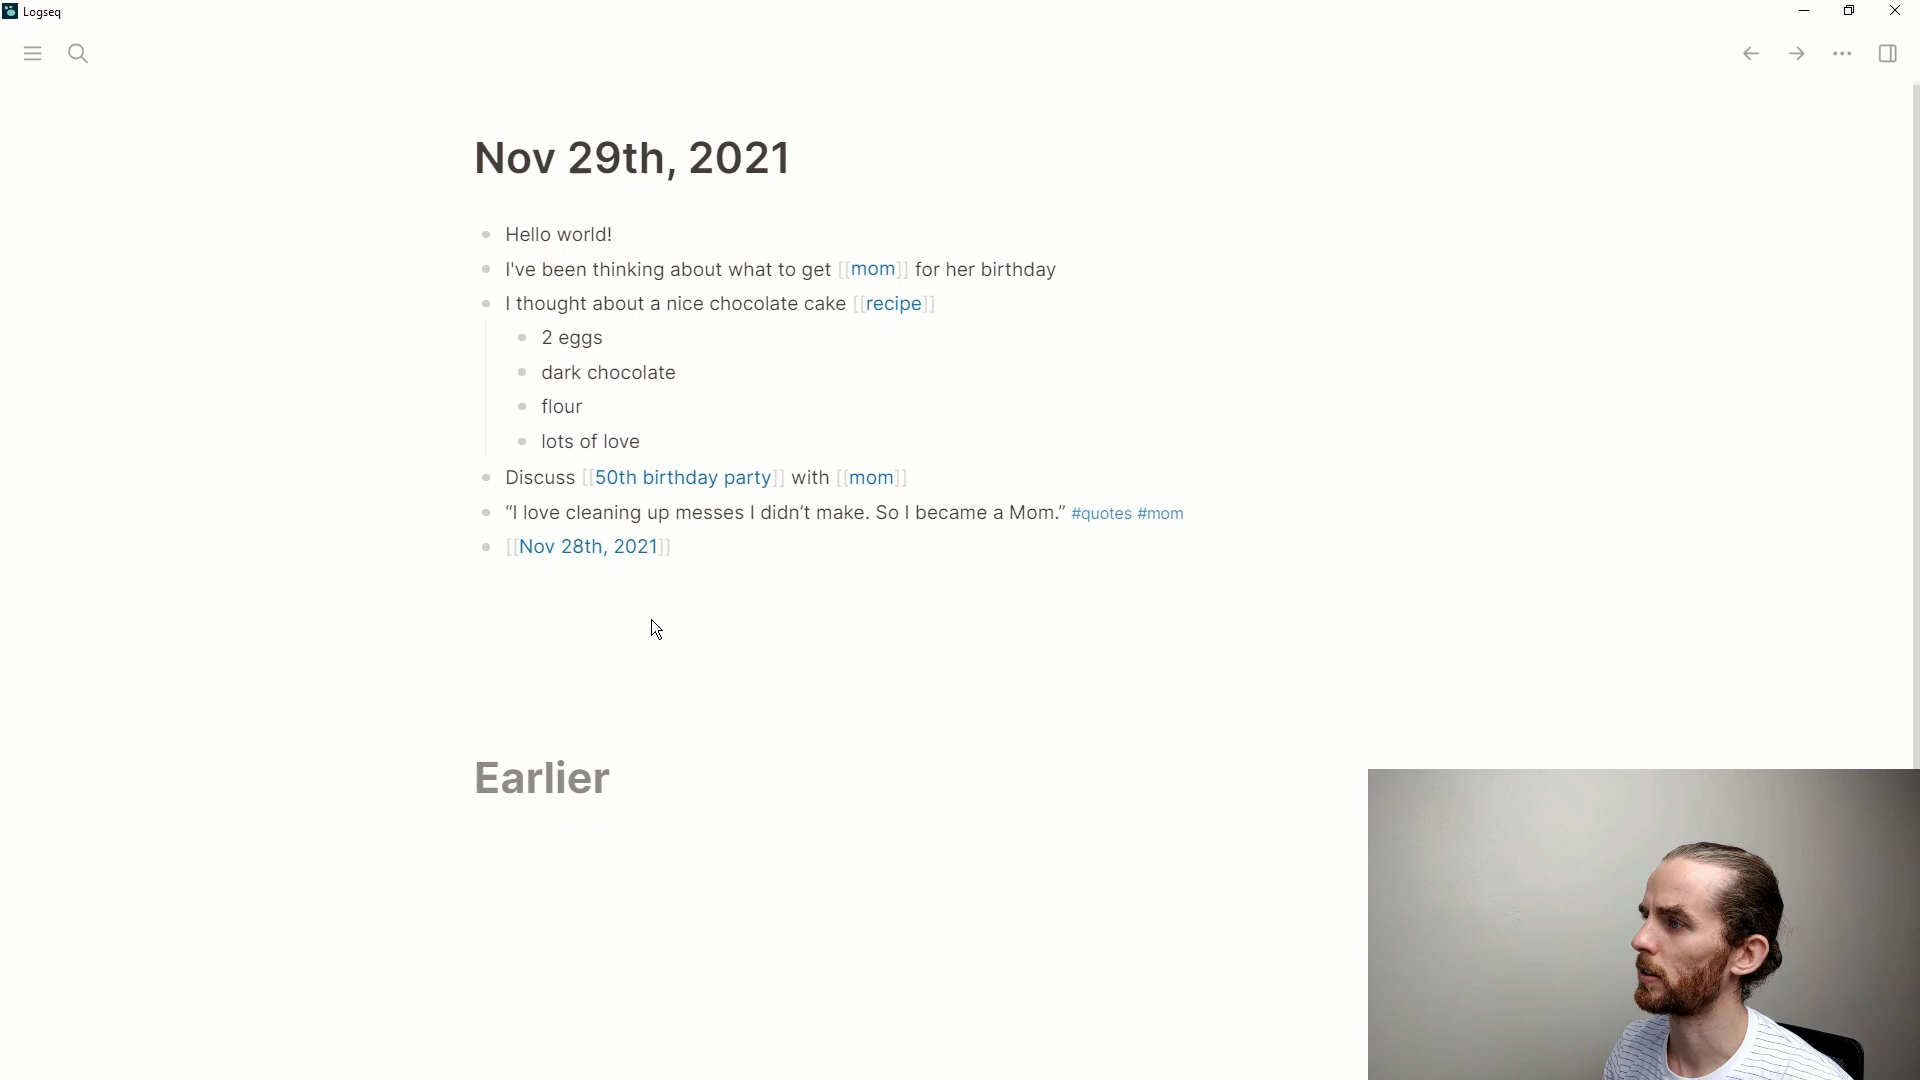 Logseq
Nov 29th, 2021
Hello world!
I've been thinking about what to get [[mom]] for her birthday
I thought about a nice chocolate cake [[recipe]]
2 eggs
dark chocolate
flour
lots of love
Discuss [[50th birthday party]] with [[mom]]
“I love cleaning up messes I didn’t make. So I became a Mom.” #quotes #mom
[[Nov 28th, 2021]]
Earlier